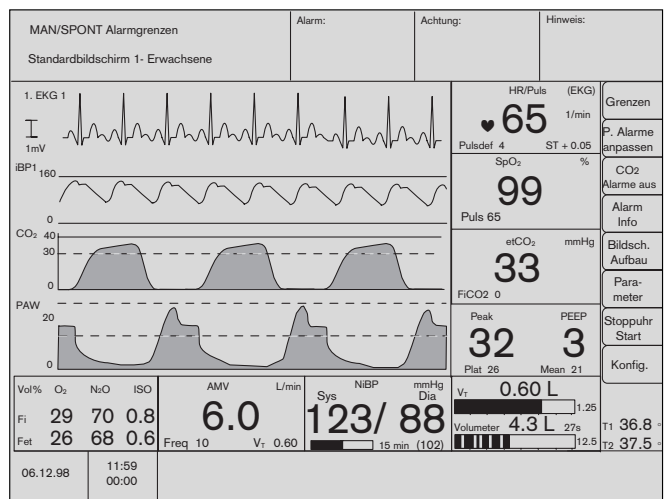 MAN/SPONT Alarmgrenzen
Standardbildschirm 1- Erwachsene
Alarm:
Achtung:
Hinweis:
1. EKG 1
1mV
iBP1
160
0
CO₂ 40
30
0
PAW
20
0
HR/Puls (EKG)
65 1/min
Pulsdef 4 ST + 0.05
SpO₂ %
99
Puls 65
etCO₂ mmHg
33
FiCO2 0
Peak PEEP
32 3
Plat 26 Mean 21
Grenzen
P. Alarme
anpassen
CO2
Alarme aus
Alarm
Info
Bildsch.
Aufbau
Para-
meter
Stoppuhr
Start
Konfig.
Vol% O₂ N₂O ISO
Fi 29 70 0.8
Fet 26 68 0.6
AMV L/min
6.0
Freq 10 VT 0.60
NiBP mmHg
Sys Dia
123/ 88
15 min (102)
VT 0.60 L
1.25
Volumeter 4.3 L 27s
12.5
T1 36.8 °
T2 37.5 °
06.12.98
11:59
00:00